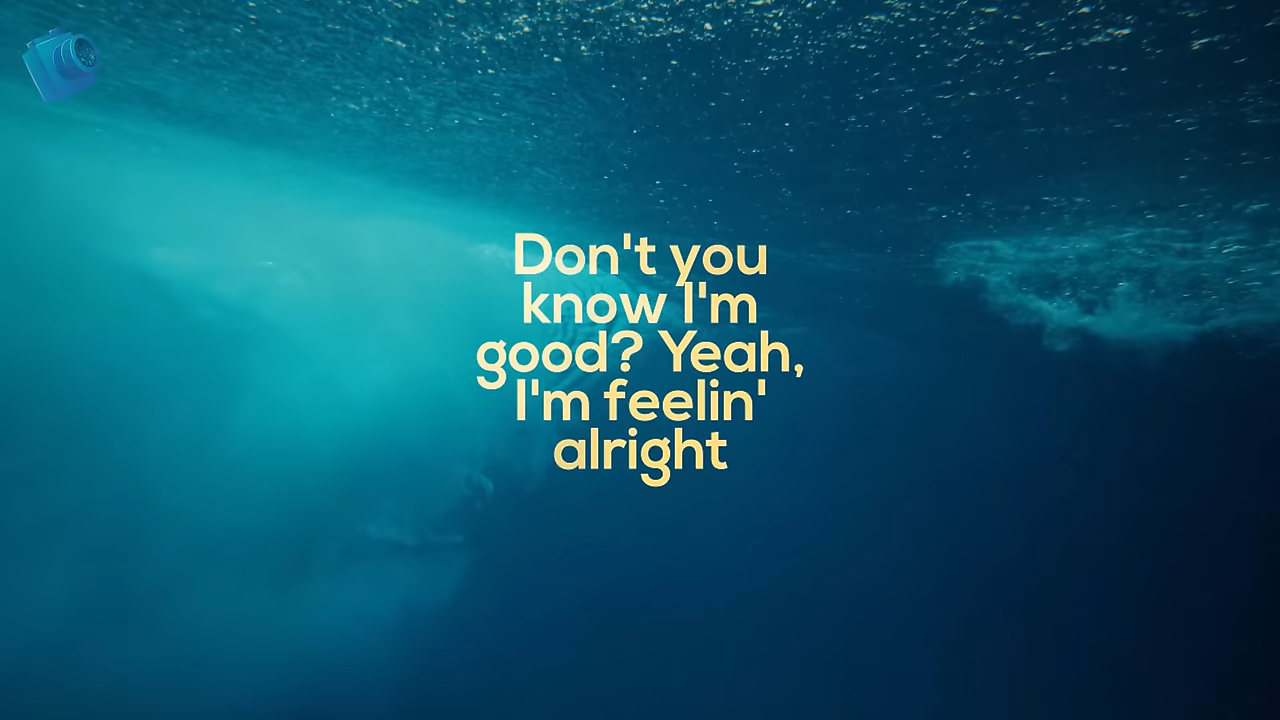 Don't you
know I'm
good? Yeah,
I'm feelin'
alright